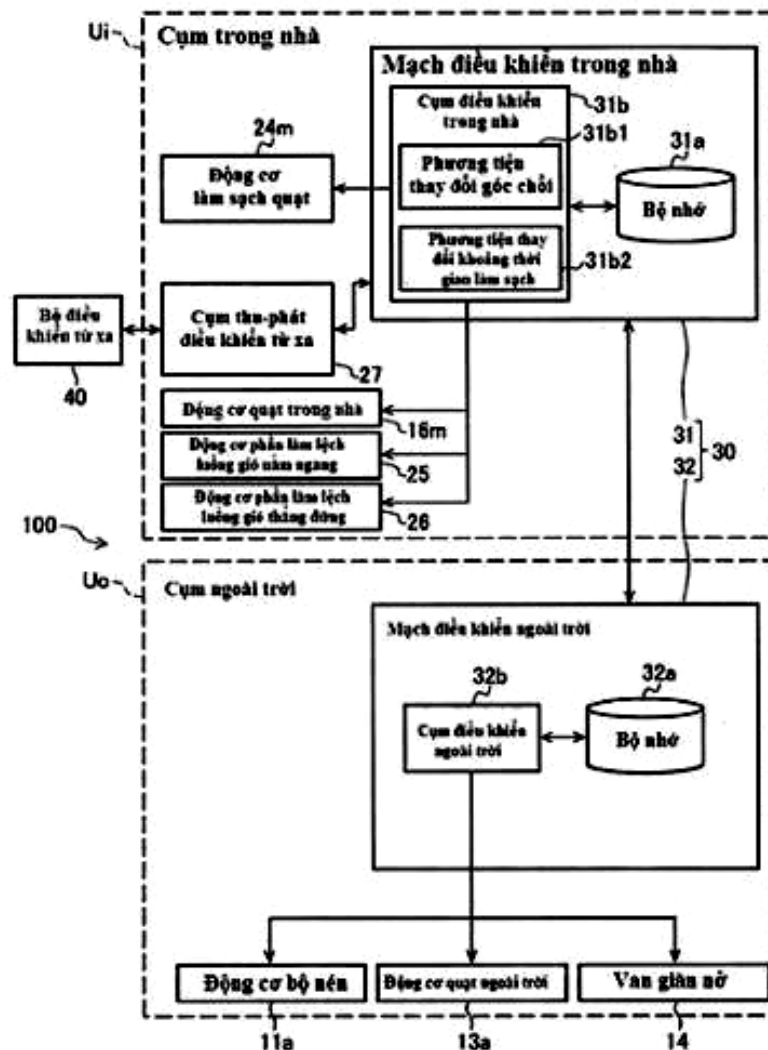 Ui
Cụm trong nhà
Mạch điều khiển trong nhà
Cụm điều khiển
trong nhà
31b
31b1
24m
Động cơ
làm sạch quạt
Phương tiện
thay đổi góc chổi
31a
Bộ nhớ
Phương tiện thay
đổi khoảng thời
gian làm sạch
31b2
Bộ điều
khiển từ xa
40
Cụm thu-phát
điều khiển từ xa
27
Động cơ quạt trong nhà
16m
Động cơ phần làm lệch
luồng gió nằm ngang
25
Động cơ phần làm lệch
luồng gió thẳng đứng
26
31
32
30
100
Uo
Cụm ngoài trời
Mạch điều khiển ngoài trời
32b
Cụm điều khiển
ngoài trời
32a
Bộ nhớ
Động cơ bộ nén
Động cơ quạt ngoài trời
Van giãn nở
11a
13a
14